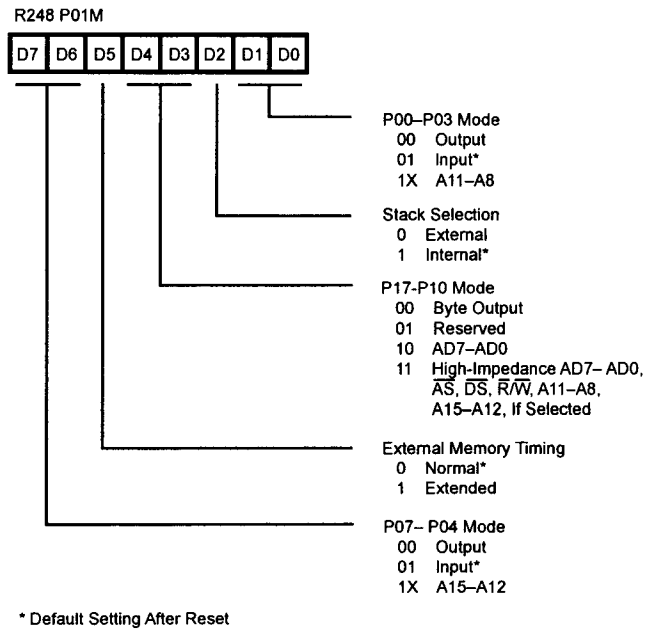 R248 P01M
D7 D6 D5 D4 D3 D2 D1 D0
P00–P03 Mode
00 Output
01 Input*
1X A11–A8
Stack Selection
0 External
1 Internal*
P17-P10 Mode
00 Byte Output
01 Reserved
10 AD7–AD0
11 High-Impedance AD7– AD0,
A̅S̅, D̅S̅, R̅/W̅, A11–A8,
A15–A12, If Selected
External Memory Timing
0 Normal*
1 Extended
P07– P04 Mode
00 Output
01 Input*
1X A15–A12
* Default Setting After Reset